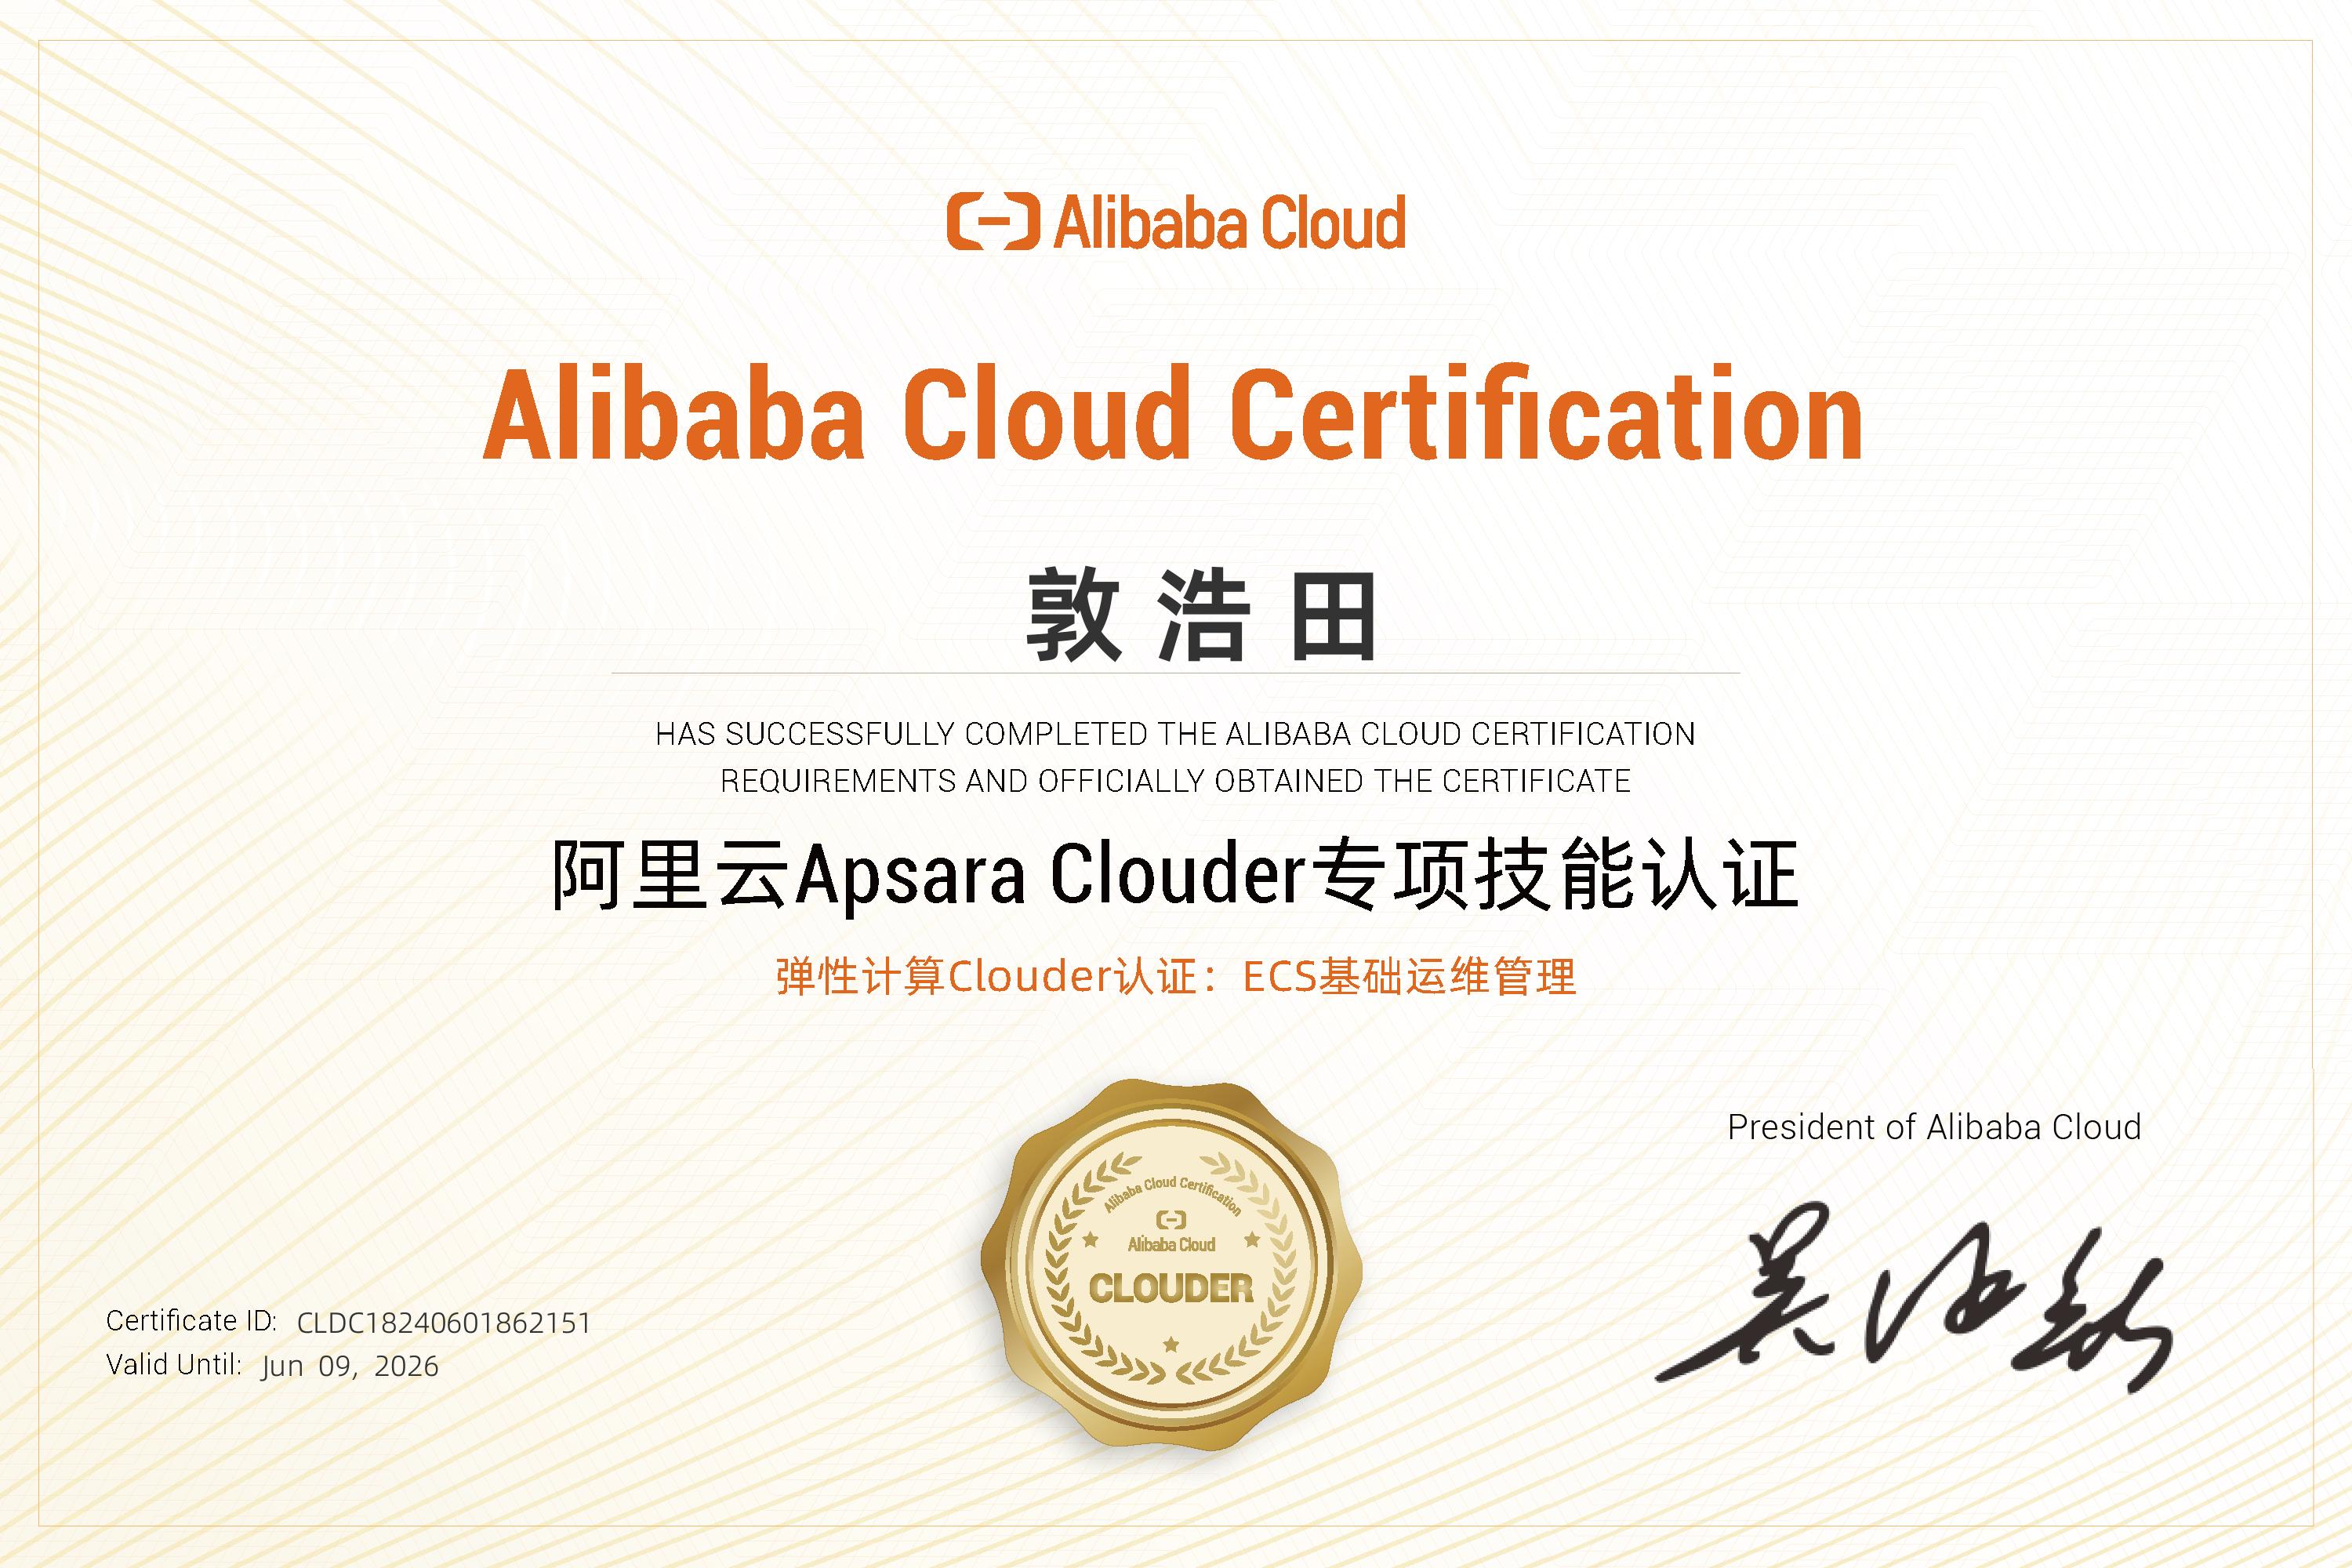 Alibaba Cloud
Alibaba Cloud Certification
敦浩田
HAS SUCCESSFULLY COMPLETED THE ALIBABA CLOUD CERTIFICATION
REQUIREMENTS AND OFFICIALLY OBTAINED THE CERTIFICATE
阿里云Apsara Clouder专项技能认证
弹性计算Clouder认证：ECS基础运维管理
Alibaba Cloud Certification
Alibaba Cloud
CLOUDER
President of Alibaba Cloud
吴泳铭
Certificate ID: CLDC18240601862151
Valid Until: Jun 09, 2026